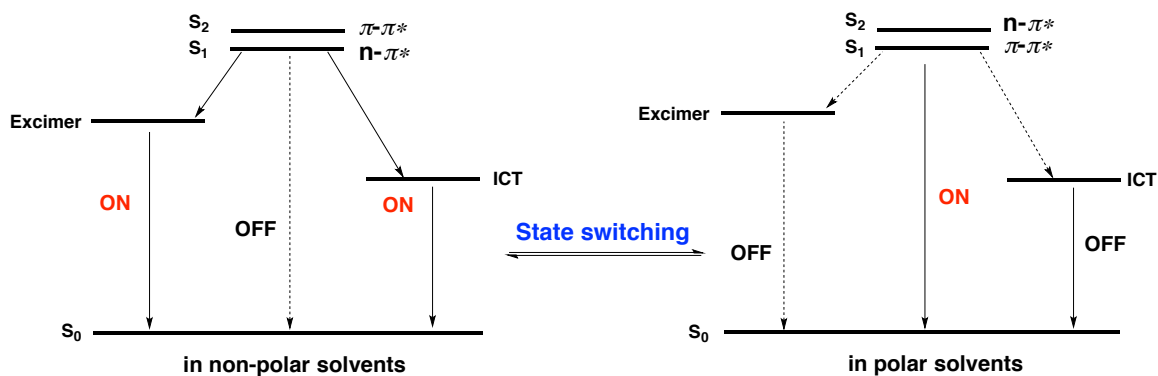 S₂ π-π*
S₁ n-π*
Excimer
ICT
ON
OFF
ON
S₀
in non-polar solvents
State switching
S₂ n-π*
S₁ π-π*
Excimer
ICT
OFF
ON
OFF
S₀
in polar solvents